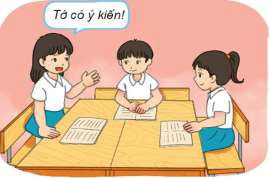 Tớ có ý kiến!